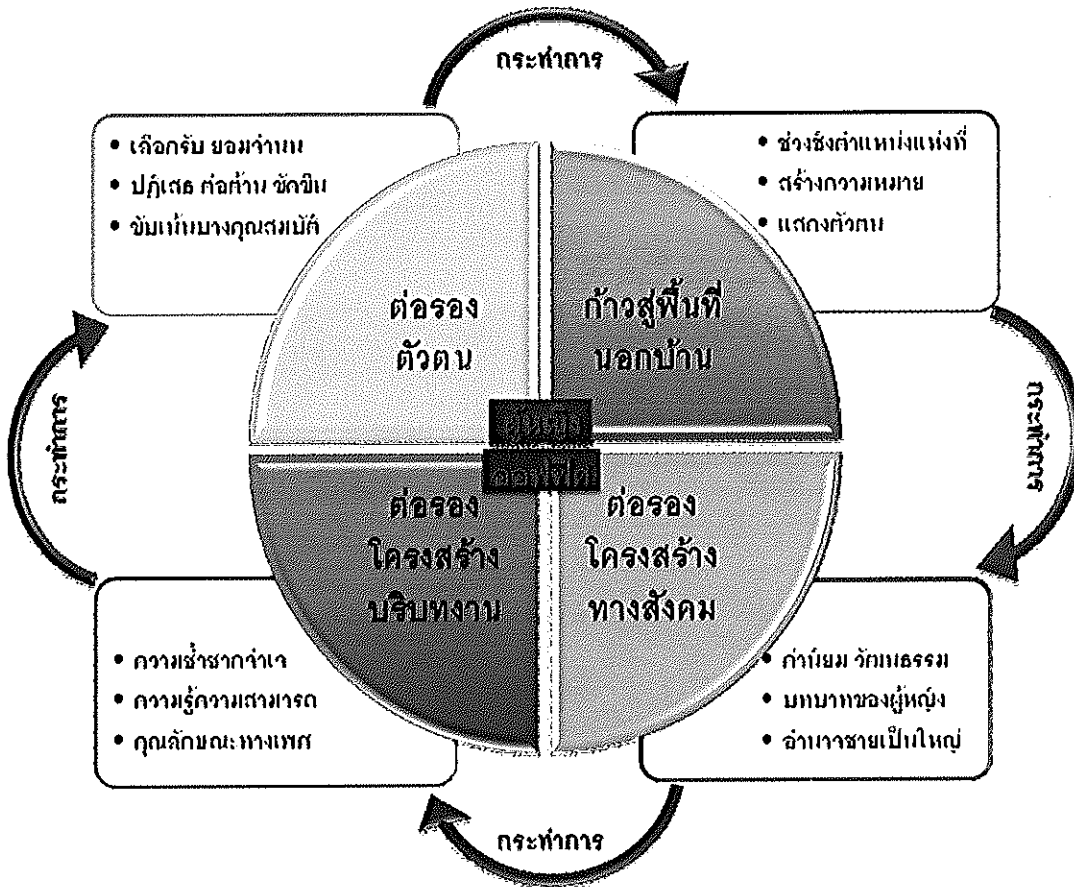 กระทำการ
• เลือกรับ ยอมจำนน
• ปฏิเสธ ต่อต้าน ขัดขืน
• ขับเน้นบางคุณสมบัติ
• ช่วงชิงตำแหน่งแห่งที่
• สร้างความหมาย
• แสดงตัวตน
ต่อรอง
ตัวตน
ก้าวสู่พื้นที่
นอกบ้าน
กระทำการ
กระทำการ
ต่อรอง
โครงสร้าง
บริบทงาน
ต่อรอง
โครงสร้าง
ทางสังคม
• ความซ้ำซากจำเจ
• ความรู้ความสามารถ
• คุณลักษณะทางเพศ
• ค่านิยม วัฒนธรรม
• บทบาทของผู้หญิง
• อำนาจชายเป็นใหญ่
กระทำการ